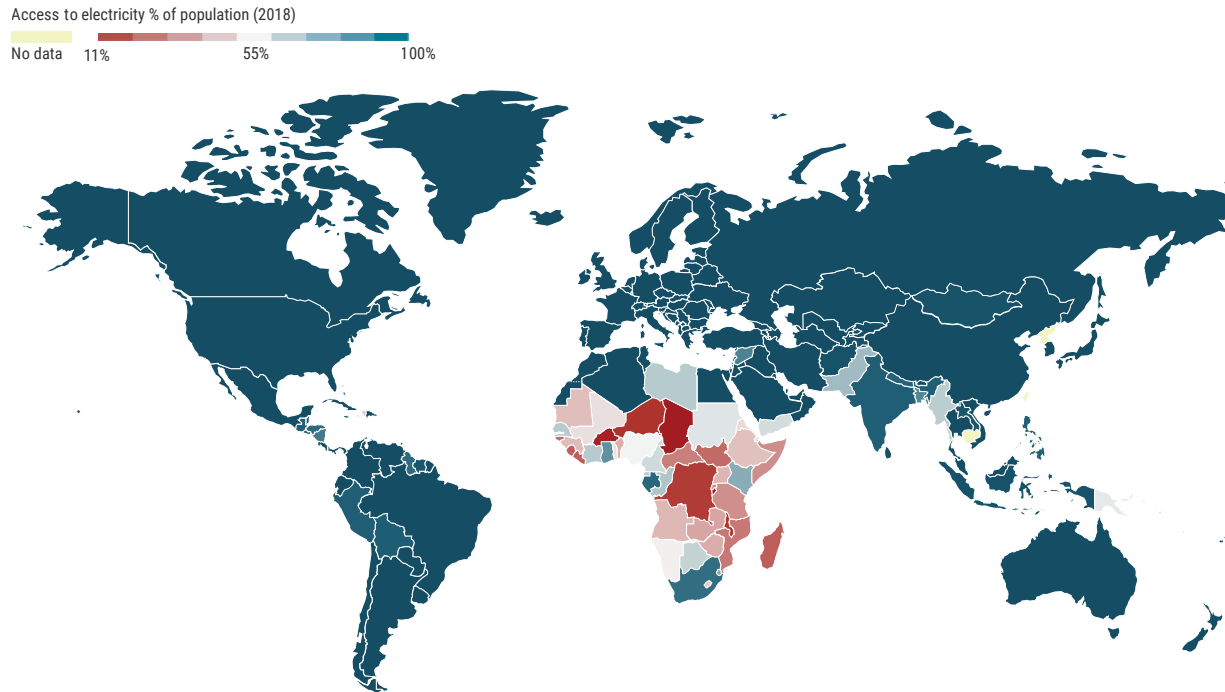 Access to electricity % of population (2018)
No data 11% 55% 100%